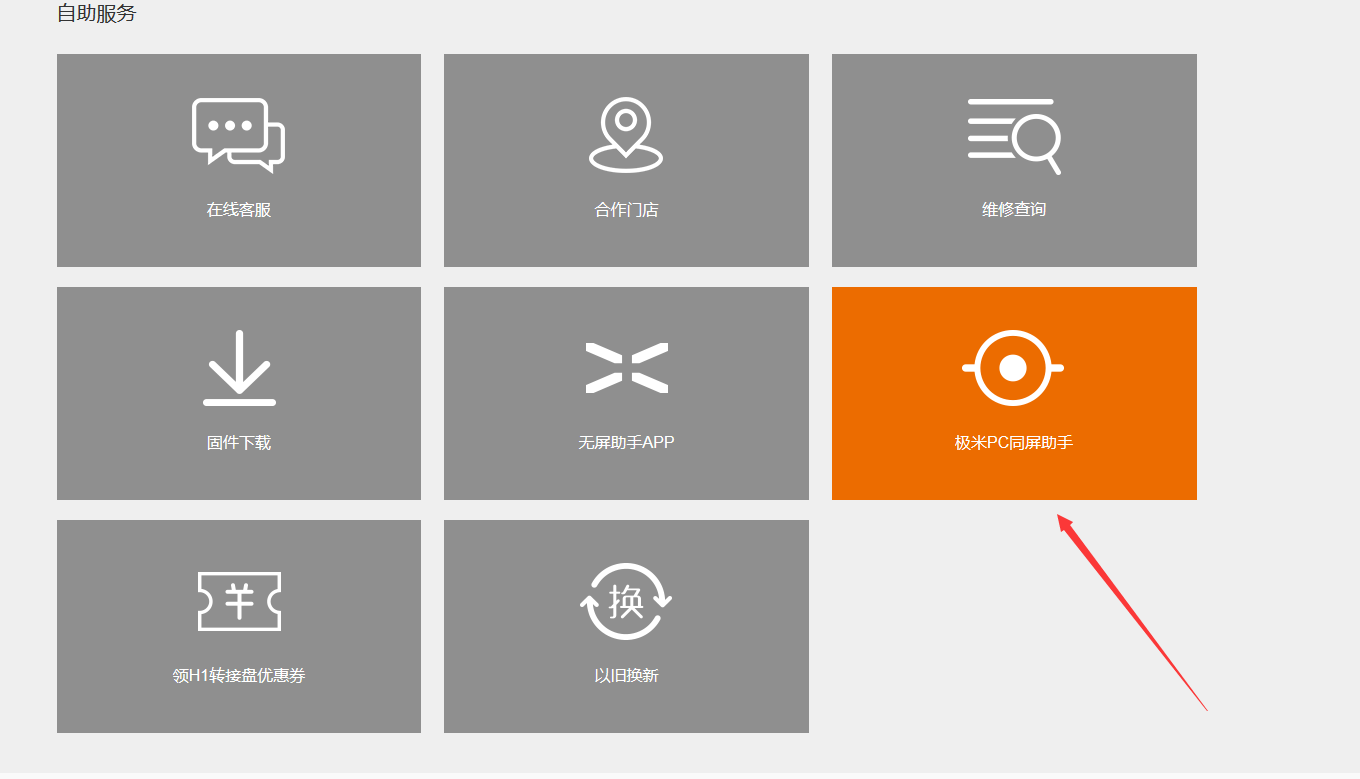 自助服务
在线客服
合作门店
维修查询
固件下载
无屏助手APP
极米PC同屏助手
领H1转接盘优惠券
换
以旧换新